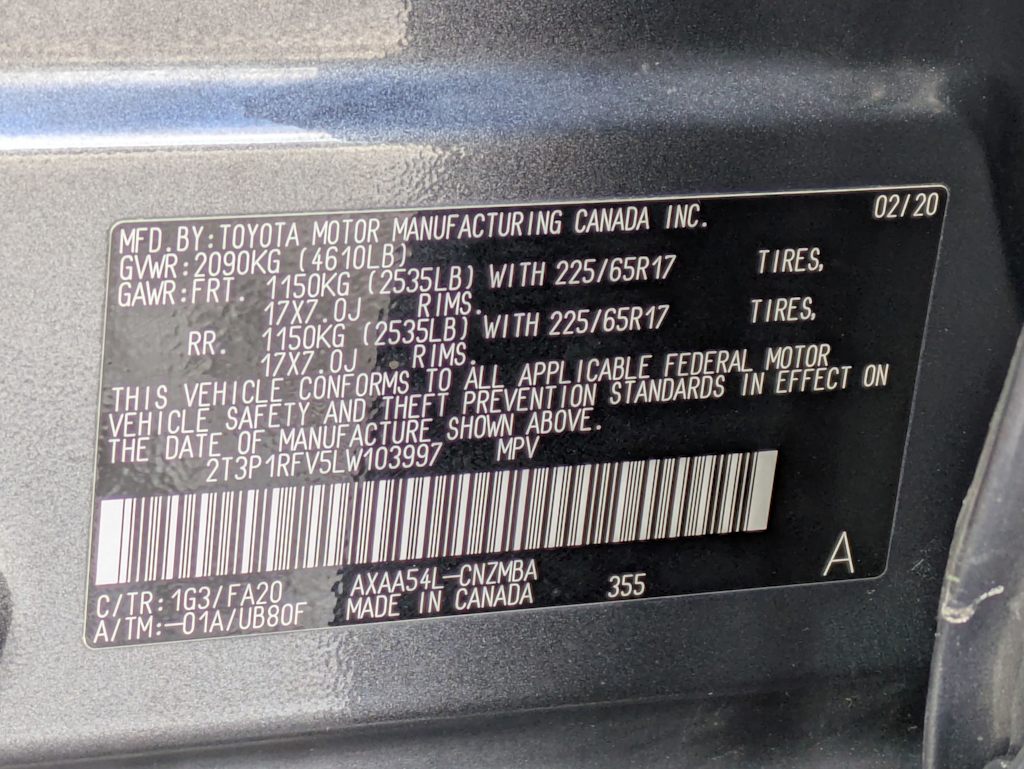 MFD.BY:TOYOTA MOTOR MANUFACTURING CANADA INC. 02/20
GVWR:2090KG (4610LB)
GAWR:FRT. 1150KG (2535LB) WITH 225/65R17 TIRES,
17X7.0J RIMS.
RR. 1150KG (2535LB) WITH 225/65R17 TIRES,
17X7.0J RIMS.
THIS VEHICLE CONFORMS TO ALL APPLICABLE FEDERAL MOTOR
VEHICLE SAFETY AND THEFT PREVENTION STANDARDS IN EFFECT ON
THE DATE OF MANUFACTURE SHOWN ABOVE.
2T3P1RFV5LW103997 MPV
A
C/TR:1G3/FA20 AXAA54L-CNZMBA 355
A/TM:-01A/UB80F MADE IN CANADA